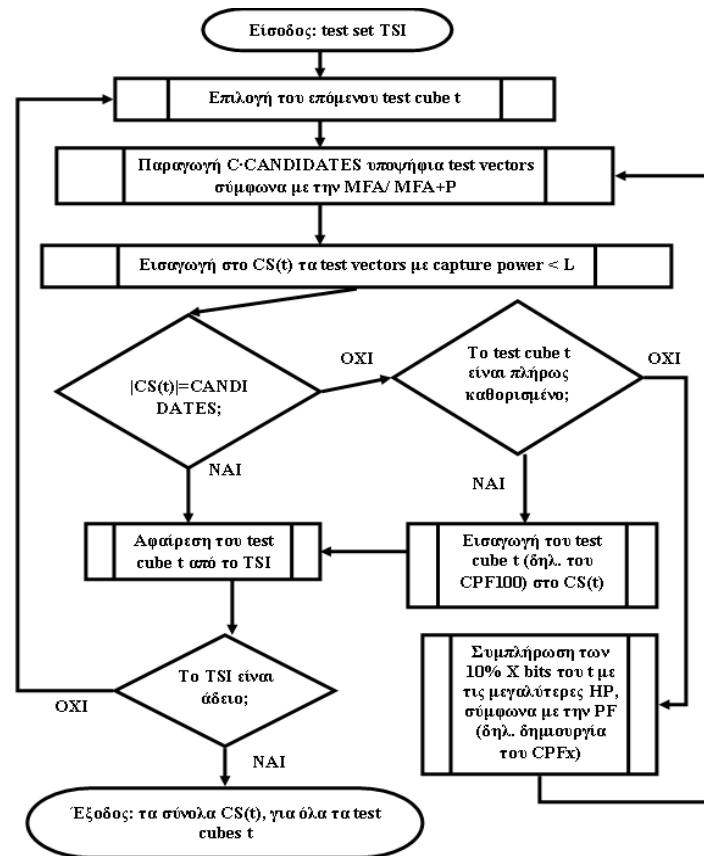 Είσοδος: test set TSI
Επιλογή του επόμενου test cube t
Παραγωγή C·CANDIDATES υποψήφια test vectors
σύμφωνα με την MFA/ MFA+P
Εισαγωγή στο CS(t) τα test vectors με capture power < L
|CS(t)|=CANDI
DATES;
ΟΧΙ
Το test cube t
είναι πλήρως
καθορισμένο;
ΟΧΙ
ΝΑΙ
ΝΑΙ
Αφαίρεση του test
cube t από το TSI
Εισαγωγή του test
cube t (δηλ. του
CPF100) στο CS(t)
Το TSI είναι
άδειο;
ΟΧΙ
ΝΑΙ
Συμπλήρωση των
10% X bits του t με
τις μεγαλύτερες HP,
σύμφωνα με την PF
(δηλ. δημιουργία
του CPFx)
Έξοδος: τα σύνολα CS(t), για όλα τα test
cubes t